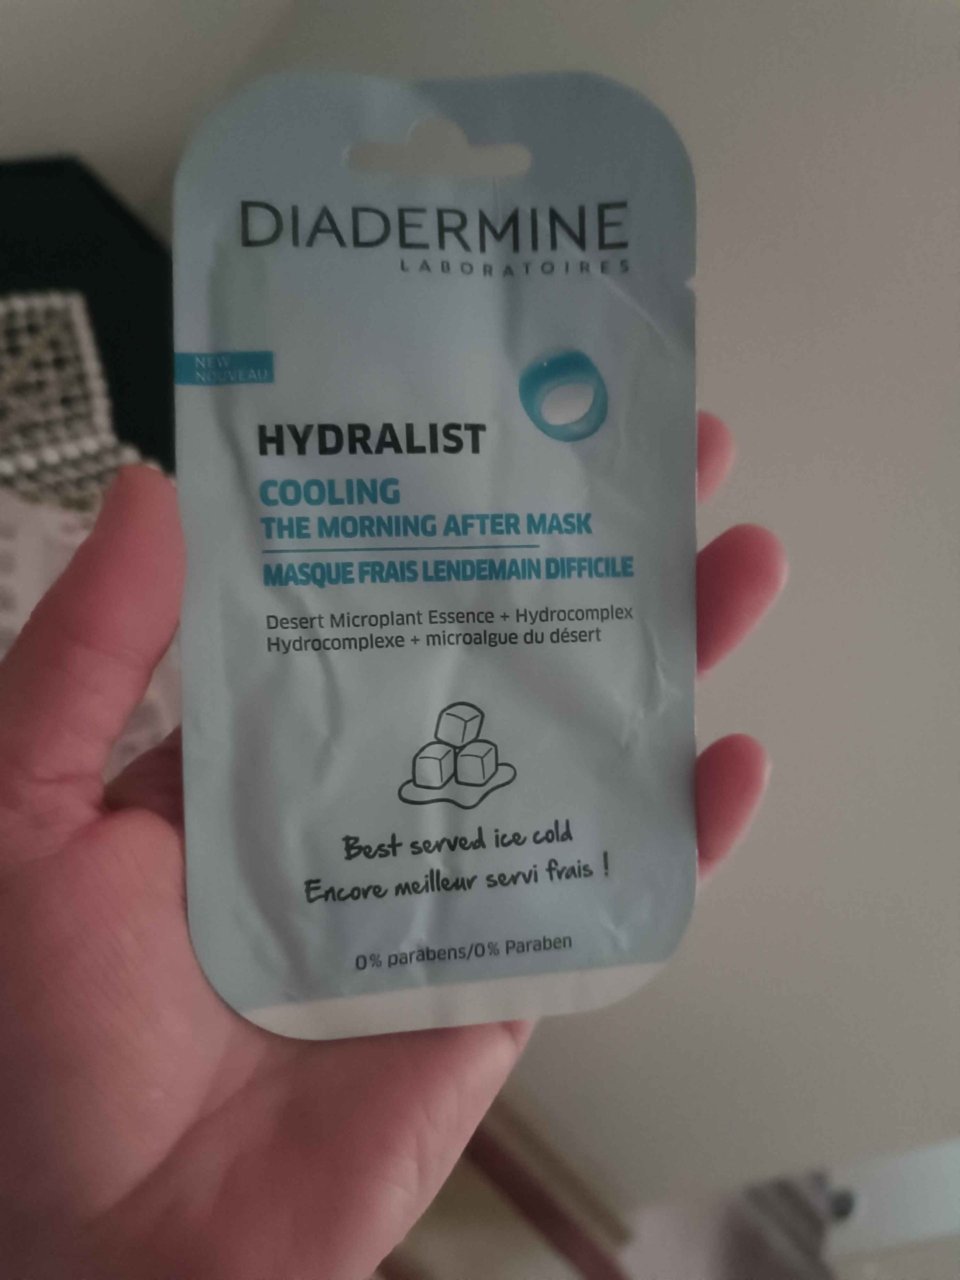 DIADERMINE
LABORATOIRES
NEW
NOUVEAU
HYDRALIST
COOLING
THE MORNING AFTER MASK
MASQUE FRAIS LENDEMAIN DIFFICILE
Desert Microplant Essence + Hydrocomplex
Hydrocomplexe + microalgue du désert
Best served ice cold
Encore meilleur servi frais !
0% parabens/0% Paraben